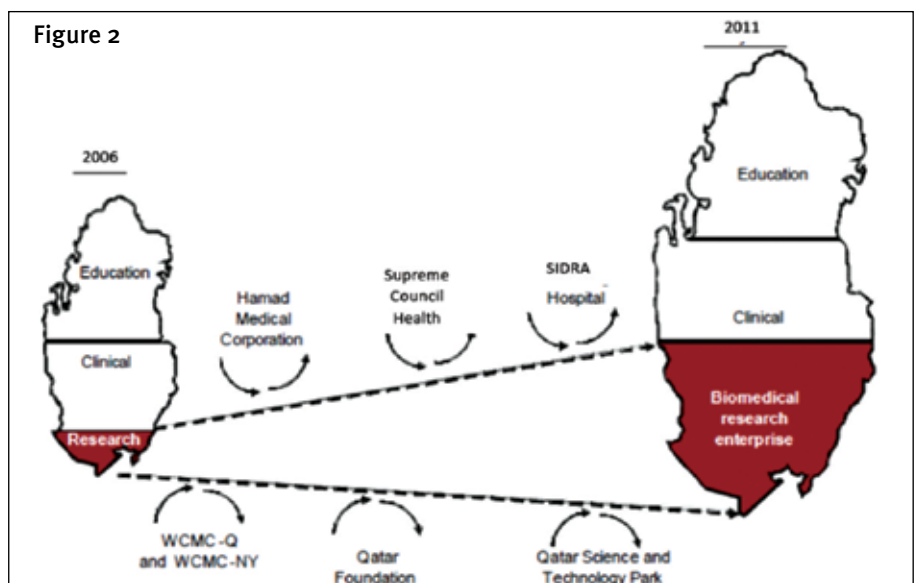 Figure 2
2006
Education
Clinical
Research
Hamad
Medical
Corporation
Supreme
Council
Health
SIDRA
Hospital
2011
Education
Clinical
Biomedical
research
enterprise
WCMC-Q
and WCMC-NY
Qatar
Foundation
Qatar Science and
Technology Park